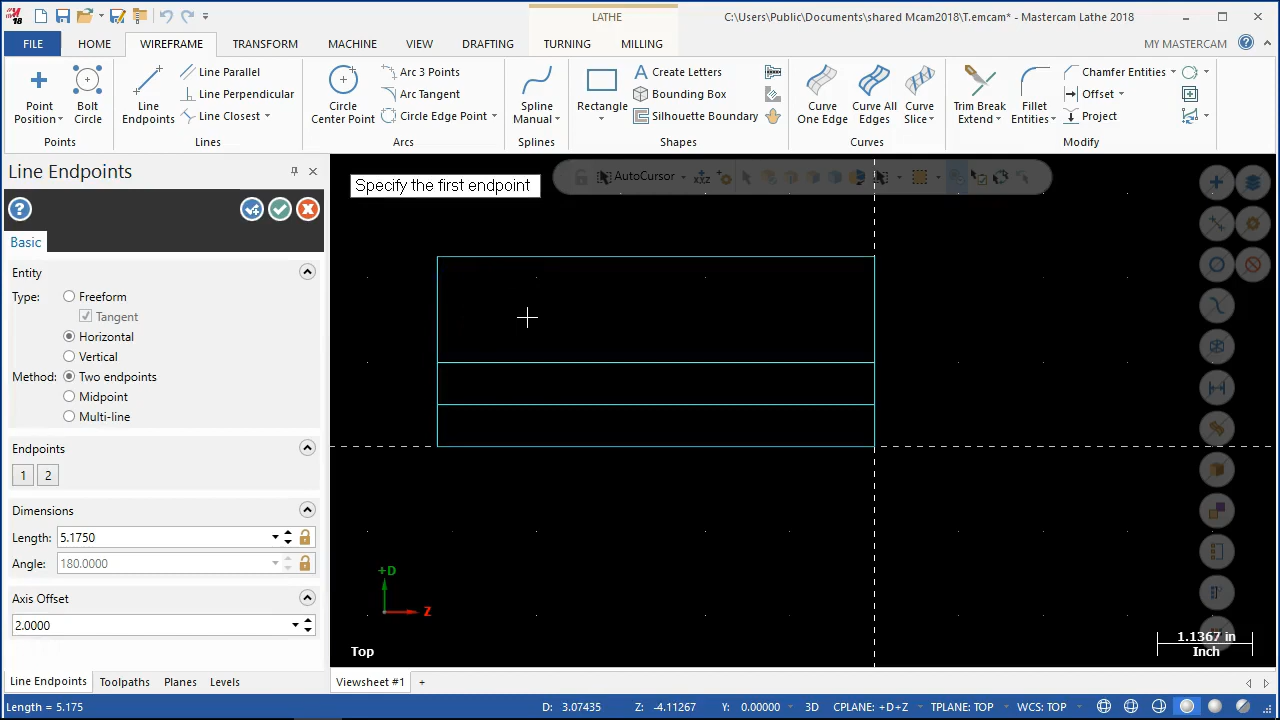 18 C:\Users\Public\Documents\shared Mcam2018\T.emcam* - Mastercam Lathe 2018
LATHE
FILE HOME WIREFRAME TRANSFORM MACHINE VIEW DRAFTING TURNING MILLING MY MASTERCAM
Point Position Bolt Circle
Points
Line Endpoints Line Parallel
Line Perpendicular
Line Closest
Lines
Circle Center Point Arc 3 Points
Arc Tangent
Circle Edge Point
Arcs
Spline Manual
Splines
Rectangle Create Letters
Bounding Box
Silhouette Boundary
Shapes
Curve One Edge Curve All Edges Curve Slice
Curves
Trim Break Extend Fillet Entities Chamfer Entities
Offset
Project
Modify
Line Endpoints
Basic
Entity
Type: Freeform
Tangent
Horizontal
Vertical
Method: Two endpoints
Midpoint
Multi-line
Endpoints
1 2
Dimensions
Length: 5.1750
Angle: 180.0000
Axis Offset
2.0000
Line Endpoints Toolpaths Planes Levels
Specify the first endpoint
AutoCursor
XYZ
+D
Z
Top
1.1367 in
Inch
Viewsheet #1 +
Length = 5.175 D: 3.07435 Z: -4.11267 Y: 0.00000 3D CPLANE: +D+Z TPLANE: TOP WCS: TOP